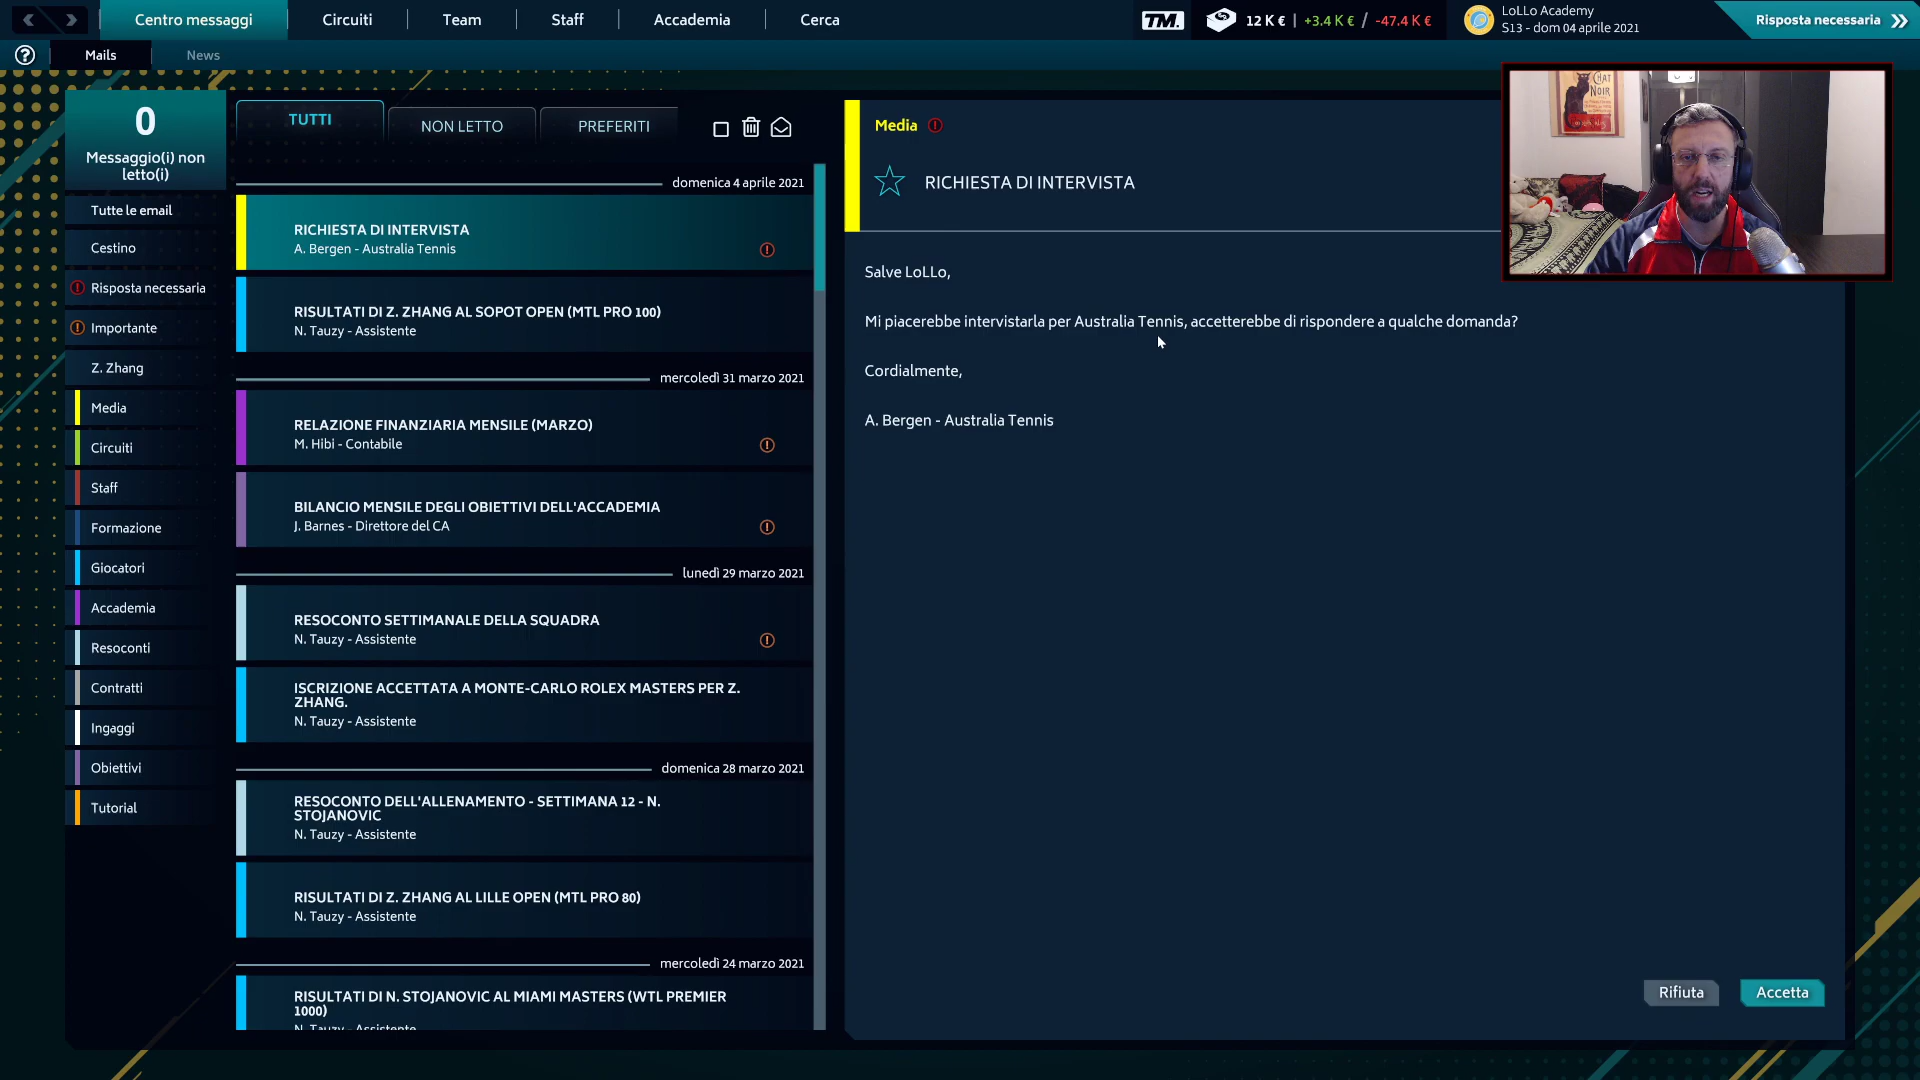 Centro messaggi
Circuiti
Team
Staff
Accademia
Cerca
TM.
12 K € | +3.4 K € / -47.4 K €
LoLLo Academy
S13 - dom 04 aprile 2021
Risposta necessaria
Mails
News
0
Messaggio(i) non
letto(i)
Tutte le email
Cestino
Risposta necessaria
Importante
Z. Zhang
Media
Circuiti
Staff
Formazione
Giocatori
Accademia
Resoconti
Contratti
Ingaggi
Obiettivi
Tutorial
TUTTI
NON LETTO
PREFERITI
domenica 4 aprile 2021
RICHIESTA DI INTERVISTA
A. Bergen - Australia Tennis
RISULTATI DI Z. ZHANG AL SOPOT OPEN (MTL PRO 100)
N. Tauzy - Assistente
mercoledì 31 marzo 2021
RELAZIONE FINANZIARIA MENSILE (MARZO)
M. Hibi - Contabile
BILANCIO MENSILE DEGLI OBIETTIVI DELL'ACCADEMIA
J. Barnes - Direttore del CA
lunedì 29 marzo 2021
RESOCONTO SETTIMANALE DELLA SQUADRA
N. Tauzy - Assistente
ISCRIZIONE ACCETTATA A MONTE-CARLO ROLEX MASTERS PER Z.
ZHANG.
N. Tauzy - Assistente
domenica 28 marzo 2021
RESOCONTO DELL'ALLENAMENTO - SETTIMANA 12 - N.
STOJANOVIC
N. Tauzy - Assistente
RISULTATI DI Z. ZHANG AL LILLE OPEN (MTL PRO 80)
N. Tauzy - Assistente
mercoledì 24 marzo 2021
RISULTATI DI N. STOJANOVIC AL MIAMI MASTERS (WTL PREMIER
1000)
N. Tauzy - Assistente
Media
RICHIESTA DI INTERVISTA
Salve LoLLo,
Mi piacerebbe intervistarla per Australia Tennis, accetterebbe di rispondere a qualche domanda?
Cordialmente,
A. Bergen - Australia Tennis
Rifiuta
Accetta
CHAT
NOIR